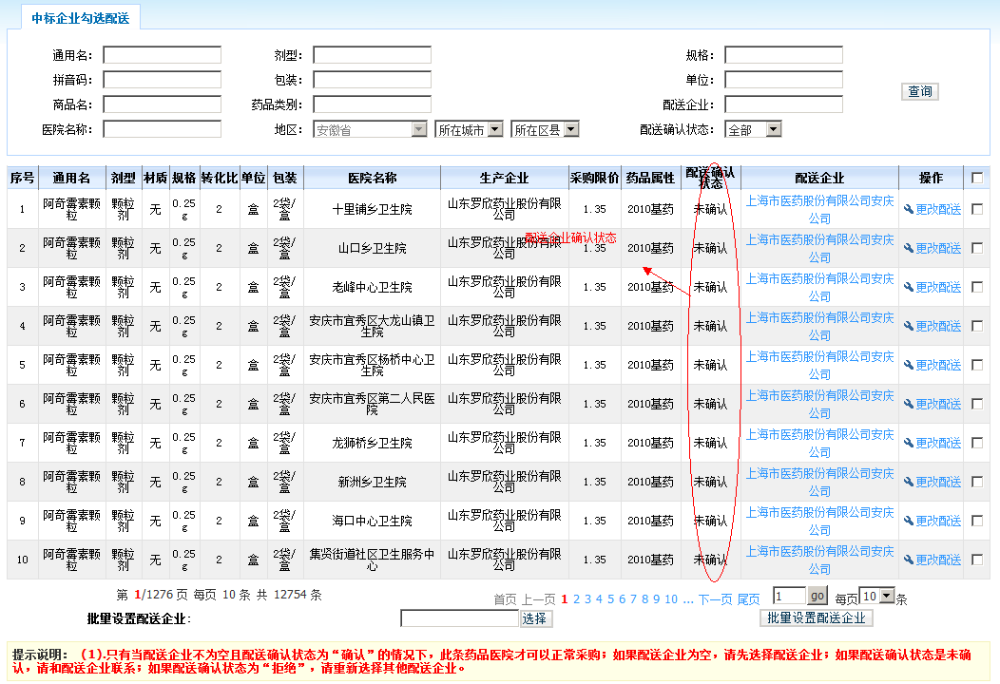 中标企业勾选配送
通用名： 剂型： 规格：
拼音码： 包装： 单位：
商品名： 药品类别： 配送企业： 查询
医院名称： 地区： 安徽省 所在城市 所在区县 配送确认状态： 全部
序号 通用名 剂型 材质 规格 转化比 单位 包装 医院名称 生产企业 采购限价 药品属性 配送确认状态 配送企业 操作
1 阿奇霉素颗粒 颗粒剂 无 0.25g 2 盒 2袋/盒 十里铺乡卫生院 山东罗欣药业股份有限公司 1.35 2010基药 未确认 上海市医药股份有限公司安庆公司 更改配送
配送企业确认状态
2 阿奇霉素颗粒 颗粒剂 无 0.25g 2 盒 2袋/盒 山口乡卫生院 山东罗欣药业股份有限公司 1.35 2010基药 未确认 上海市医药股份有限公司安庆公司 更改配送
3 阿奇霉素颗粒 颗粒剂 无 0.25g 2 盒 2袋/盒 老峰中心卫生院 山东罗欣药业股份有限公司 1.35 2010基药 未确认 上海市医药股份有限公司安庆公司 更改配送
4 阿奇霉素颗粒 颗粒剂 无 0.25g 2 盒 2袋/盒 安庆市宜秀区大龙山镇卫生院 山东罗欣药业股份有限公司 1.35 2010基药 未确认 上海市医药股份有限公司安庆公司 更改配送
5 阿奇霉素颗粒 颗粒剂 无 0.25g 2 盒 2袋/盒 安庆市宜秀区杨桥中心卫生院 山东罗欣药业股份有限公司 1.35 2010基药 未确认 上海市医药股份有限公司安庆公司 更改配送
6 阿奇霉素颗粒 颗粒剂 无 0.25g 2 盒 2袋/盒 安庆市宜秀区第二人民医院 山东罗欣药业股份有限公司 1.35 2010基药 未确认 上海市医药股份有限公司安庆公司 更改配送
7 阿奇霉素颗粒 颗粒剂 无 0.25g 2 盒 2袋/盒 龙狮桥乡卫生院 山东罗欣药业股份有限公司 1.35 2010基药 未确认 上海市医药股份有限公司安庆公司 更改配送
8 阿奇霉素颗粒 颗粒剂 无 0.25g 2 盒 2袋/盒 新洲乡卫生院 山东罗欣药业股份有限公司 1.35 2010基药 未确认 上海市医药股份有限公司安庆公司 更改配送
9 阿奇霉素颗粒 颗粒剂 无 0.25g 2 盒 2袋/盒 海口中心卫生院 山东罗欣药业股份有限公司 1.35 2010基药 未确认 上海市医药股份有限公司安庆公司 更改配送
10 阿奇霉素颗粒 颗粒剂 无 0.25g 2 盒 2袋/盒 集贤街道社区卫生服务中心 山东罗欣药业股份有限公司 1.35 2010基药 未确认 上海市医药股份有限公司安庆公司 更改配送
第 1/1276 页 每页 10 条 共 12754 条 首页 上一页 1 2 3 4 5 6 7 8 9 10 ... 下一页 尾页 1 go 每页 10 条
批量设置配送企业： 选择 批量设置配送企业
提示说明：（1）.只有当配送企业不为空且配送确认状态为“确认”的情况下，此条药品医院才可以正常采购；如果配送企业为空，请先选择配送企业；如果配送确认状态是未确
认，请和配送企业联系；如果配送确认状态为“拒绝”，请重新选择其他配送企业。